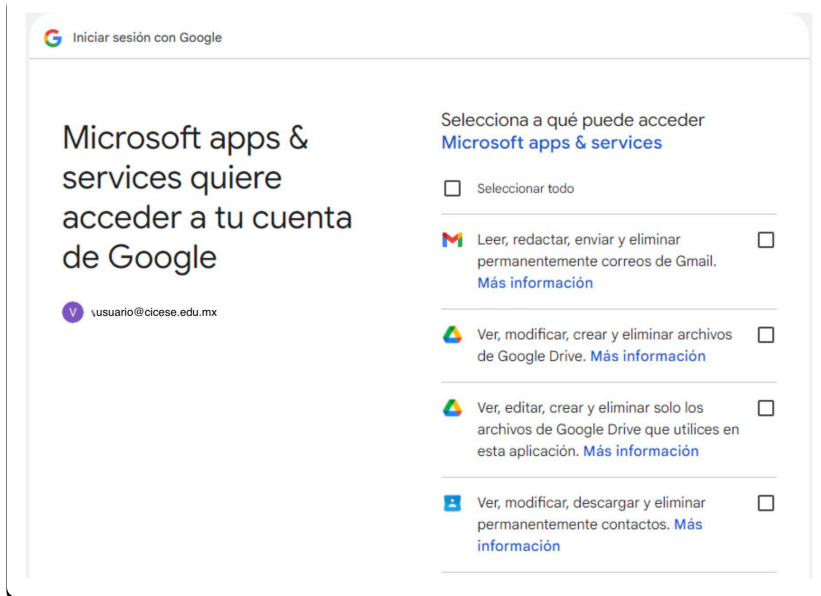 Iniciar sesión con Google
Microsoft apps &
services quiere
acceder a tu cuenta
de Google
V
usuario@cicese.edu.mx
Selecciona a qué puede acceder
Microsoft apps & services
Seleccionar todo
Leer, redactar, enviar y eliminar
permanentemente correos de Gmail.
Más información
Ver, modificar, crear y eliminar archivos
de Google Drive. Más información
Ver, editar, crear y eliminar solo los
archivos de Google Drive que utilices en
esta aplicación. Más información
Ver, modificar, descargar y eliminar
permanentemente contactos. Más
información